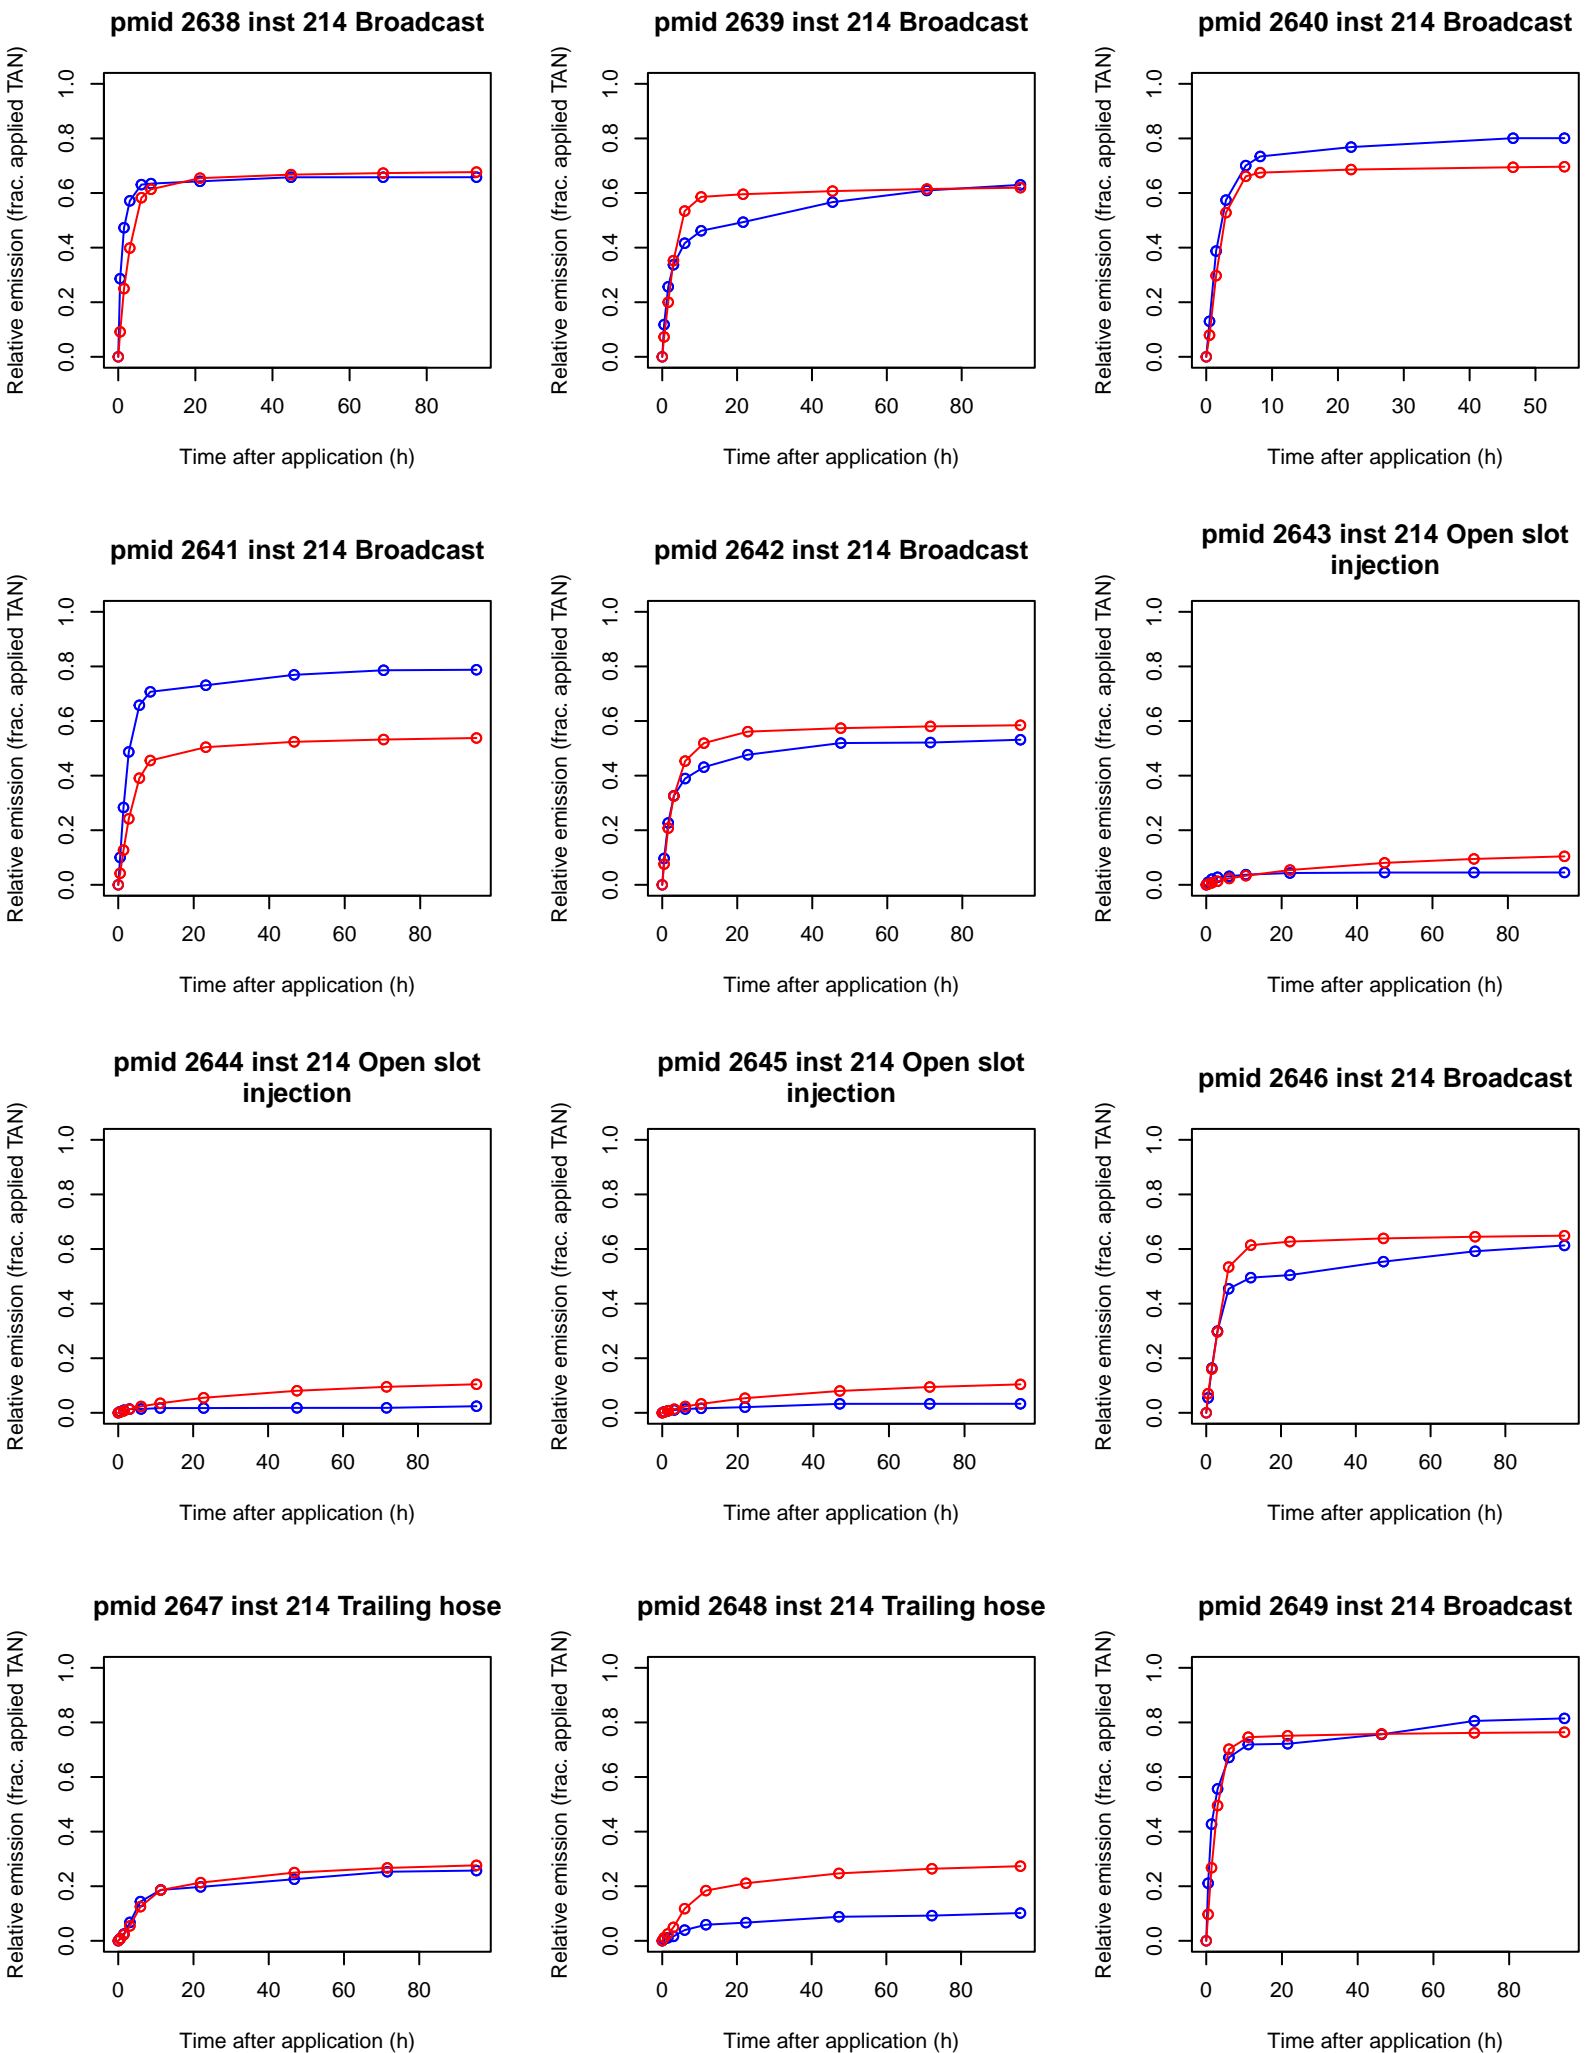 pmid 2638 inst 214 Broadcast
Relative emission (frac. applied TAN)
1.0
0.8
0.6
0.4
0.2
0.0
0 20 40 60 80
Time after application (h)
pmid 2639 inst 214 Broadcast
Relative emission (frac. applied TAN)
1.0
0.8
0.6
0.4
0.2
0.0
0 20 40 60 80
Time after application (h)
pmid 2640 inst 214 Broadcast
Relative emission (frac. applied TAN)
1.0
0.8
0.6
0.4
0.2
0.0
0 10 20 30 40 50
Time after application (h)
pmid 2641 inst 214 Broadcast
Relative emission (frac. applied TAN)
1.0
0.8
0.6
0.4
0.2
0.0
0 20 40 60 80
Time after application (h)
pmid 2642 inst 214 Broadcast
Relative emission (frac. applied TAN)
1.0
0.8
0.6
0.4
0.2
0.0
0 20 40 60 80
Time after application (h)
pmid 2643 inst 214 Open slot
injection
Relative emission (frac. applied TAN)
1.0
0.8
0.6
0.4
0.2
0.0
0 20 40 60 80
Time after application (h)
pmid 2644 inst 214 Open slot
injection
Relative emission (frac. applied TAN)
1.0
0.8
0.6
0.4
0.2
0.0
0 20 40 60 80
Time after application (h)
pmid 2645 inst 214 Open slot
injection
Relative emission (frac. applied TAN)
1.0
0.8
0.6
0.4
0.2
0.0
0 20 40 60 80
Time after application (h)
pmid 2646 inst 214 Broadcast
Relative emission (frac. applied TAN)
1.0
0.8
0.6
0.4
0.2
0.0
0 20 40 60 80
Time after application (h)
pmid 2647 inst 214 Trailing hose
Relative emission (frac. applied TAN)
1.0
0.8
0.6
0.4
0.2
0.0
0 20 40 60 80
Time after application (h)
pmid 2648 inst 214 Trailing hose
Relative emission (frac. applied TAN)
1.0
0.8
0.6
0.4
0.2
0.0
0 20 40 60 80
Time after application (h)
pmid 2649 inst 214 Broadcast
Relative emission (frac. applied TAN)
1.0
0.8
0.6
0.4
0.2
0.0
0 20 40 60 80
Time after application (h)